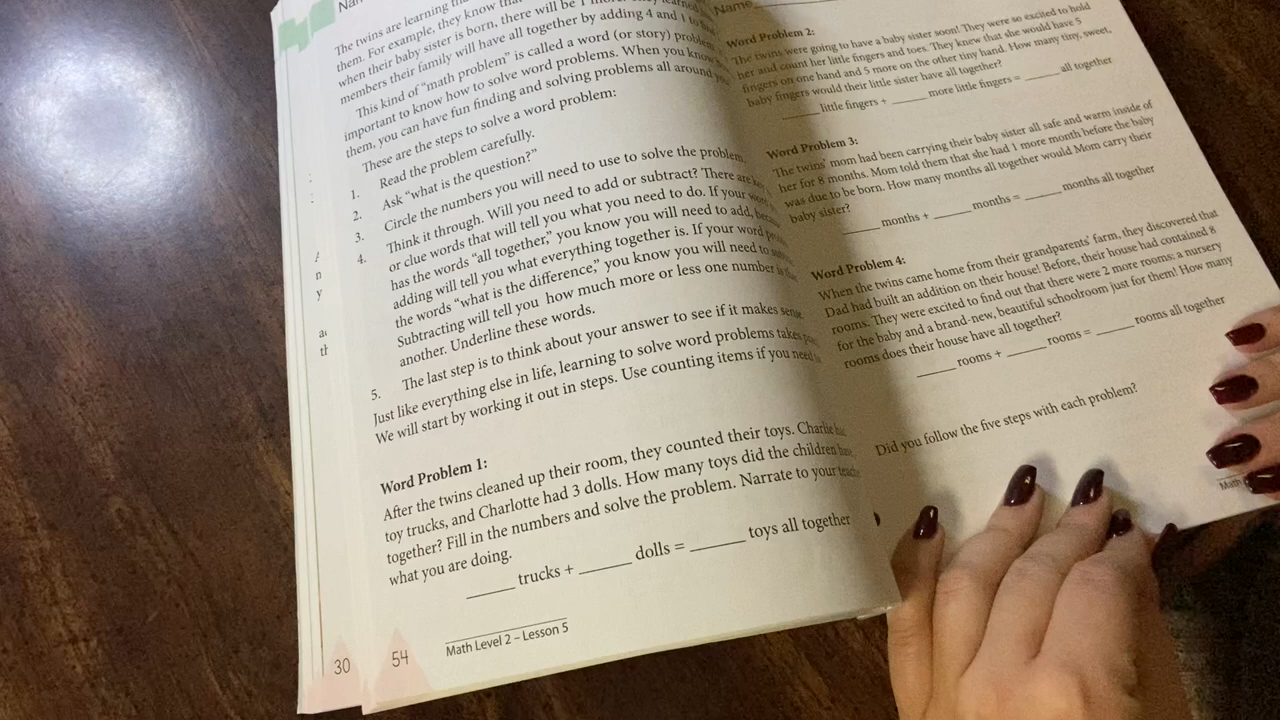 Nam
The twins are learning
them. For example, they know that
when their baby sister is born, there will be 1
members their family will have all together by adding 4 and 1 to
This kind of “math problem” is called a word (or story)
important to know how to solve word problems. When you know
them, you can have fun finding and solving problems all around
These are the steps to solve a word problem:
1. Read the problem carefully.
2. Ask “what is the question?”
3. Circle the numbers you will need to use to solve the problem.
4. Think it through. Will you need to add or subtract? There are
or clue words that will tell you what you need to do. If your
has the words “all together,” you know you will need to add,
adding will tell you what everything together is. If your word
the words “what is the difference,” you know you will need to
Subtracting will tell you how much more or less one number is
another. Underline these words.
5. The last step is to think about your answer to see if it makes sense.
Just like everything else in life, learning to solve word problems takes
We will start by working it out in steps. Use counting items if you need
Word Problem 1:
After the twins cleaned up their room, they counted their toys. Charlie
toy trucks, and Charlotte had 3 dolls. How many toys did the children
together? Fill in the numbers and solve the problem. Narrate to your
what you are doing.
______ trucks + ______ dolls = ______ toys all together
Math Level 2 – Lesson 5
30
54
n
y
th
Name
Word Problem 2:
The twins were going to have a baby sister soon! They were so excited to hold
her and count her little fingers and toes. They knew that she would have 5
fingers on one hand and 5 more on the other tiny hand. How many tiny, sweet,
baby fingers would their little sister have all together?
______ little fingers + ______ more little fingers = ______ all together
Word Problem 3:
The twins’ mom had been carrying their baby sister all safe and warm inside of
her for 8 months. Mom told them that she had 1 more month before the baby
was due to be born. How many months all together would Mom carry their
baby sister?
______ months + ______ months = ______ months all together
Word Problem 4:
When the twins came home from their grandparents’ farm, they discovered that
Dad had built an addition on their house! Before, their house had contained 8
rooms. They were excited to find out that there were 2 more rooms: a nursery
for the baby and a brand-new, beautiful schoolroom just for them! How many
rooms does their house have all together?
______ rooms + ______ rooms = ______ rooms all together
Did you follow the five steps with each problem?
Math